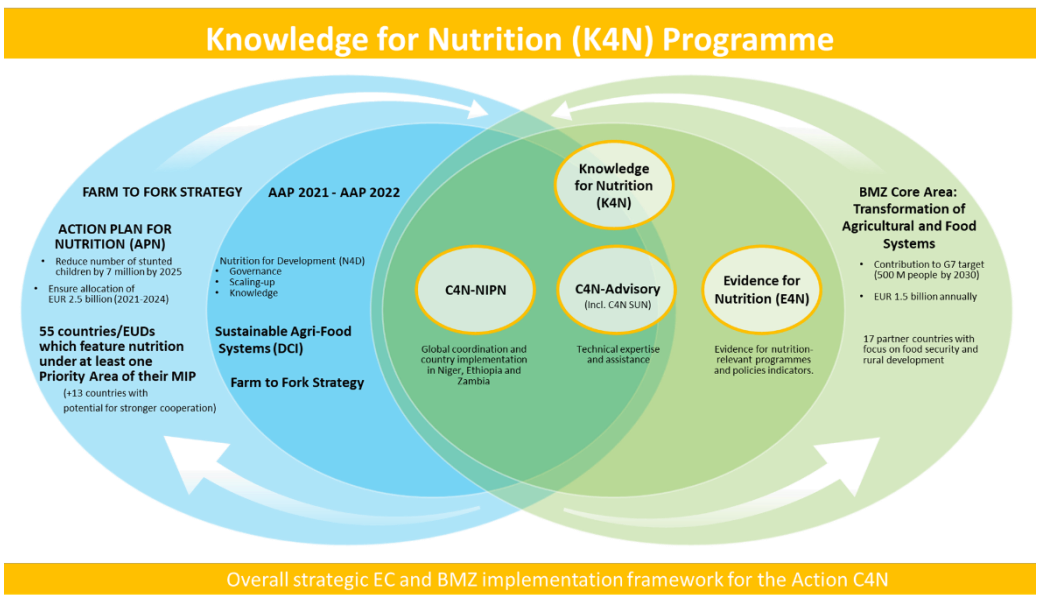 Knowledge for Nutrition (K4N) Programme
FARM TO FORK STRATEGY
ACTION PLAN FOR
NUTRITION (APN)
• Reduce number of stunted
children by 7 million by 2025
• Ensure allocation of
EUR 2.5 billion (2021-2024)
55 countries/EUDs
which feature nutrition
under at least one
Priority Area of their MIP
(+13 countries with
potential for stronger cooperation)
AAP 2021 - AAP 2022
Nutrition for Development (N4D)
• Governance
• Scaling-up
• Knowledge
Sustainable Agri-Food
Systems (DCI)
Farm to Fork Strategy
Knowledge
for Nutrition
(K4N)
C4N-NIPN
Global coordination and
country implementation
in Niger, Ethiopia and
Zambia
C4N-Advisory
(Incl. C4N SUN)
Technical expertise
and assistance
Evidence for
Nutrition (E4N)
Evidence for nutrition-
relevant programmes
and policies indicators.
BMZ Core Area:
Transformation of
Agricultural and Food
Systems
• Contribution to G7 target
(500 M people by 2030)
• EUR 1.5 billion annually
17 partner countries with
focus on food security and
rural development
Overall strategic EC and BMZ implementation framework for the Action C4N